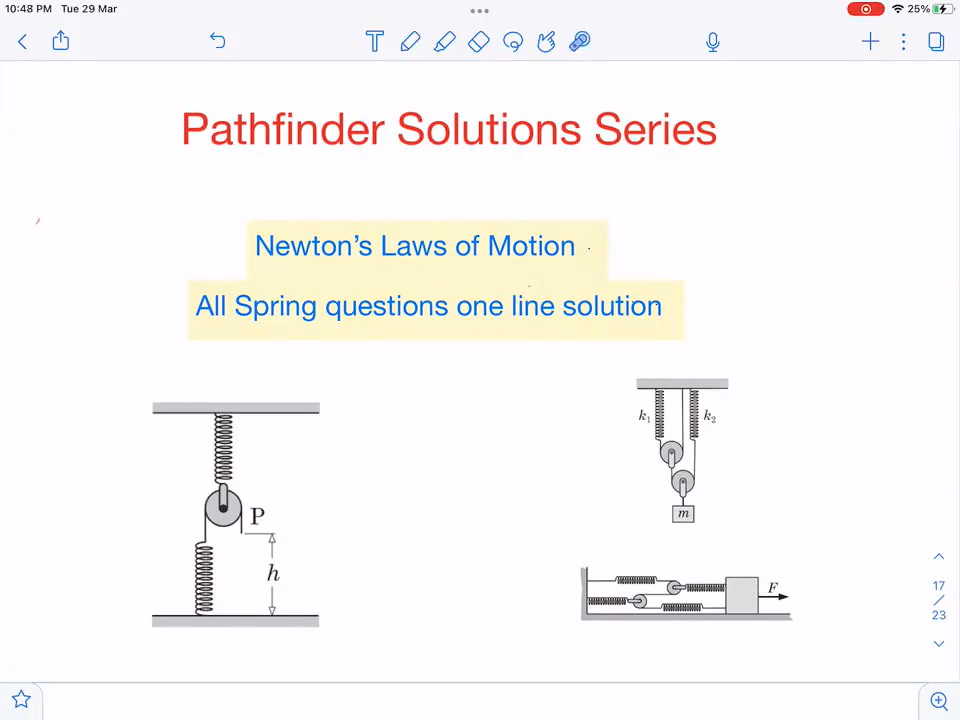 10:48 PM Tue 29 Mar
25%
Pathfinder Solutions Series
Newton's Laws of Motion
All Spring questions one line solution
k₁ k₂
m
P
h
F
17
/
23